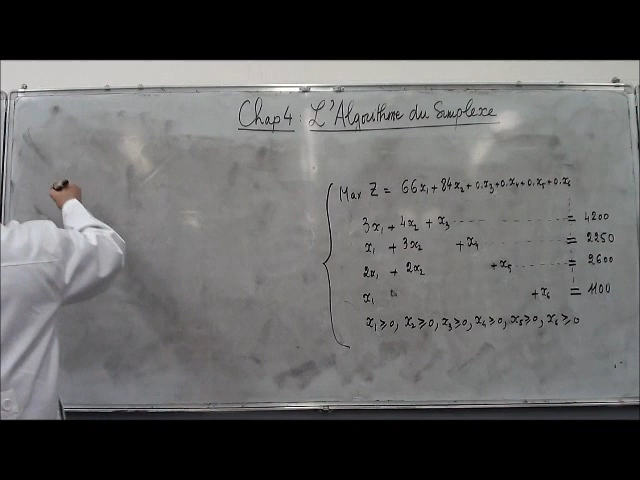 Chap 4 : L'Algorithme du Simplexe
Max Z = 66x₁ + 84x₂ + 0.x₃ + 0.x₄ + 0.x₅ + 0.x₆
3x₁ + 4x₂ + x₃ = 4200
x₁ + 3x₂ + x₄ = 2250
2x₁ + 2x₂ + x₅ = 2600
x₁ + x₆ = 1100
x₁ ≥ 0, x₂ ≥ 0, x₃ ≥ 0, x₄ ≥ 0, x₅ ≥ 0, x₆ ≥ 0